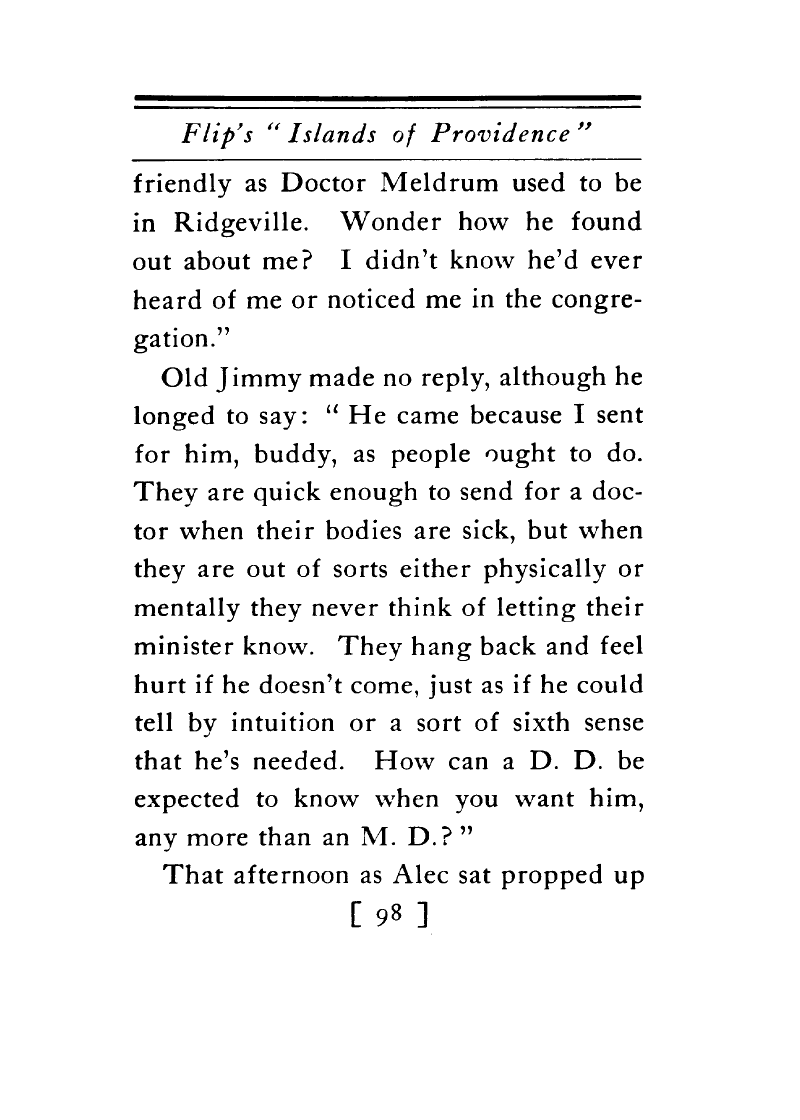 Flip's “ Islands of Providence ”
friendly as Doctor Meldrum used to be
in Ridgeville. Wonder how he found
out about me? I didn't know he'd ever
heard of me or noticed me in the congre-
gation.”
Old Jimmy made no reply, although he
longed to say: “ He came because I sent
for him, buddy, as people ought to do.
They are quick enough to send for a doc-
tor when their bodies are sick, but when
they are out of sorts either physically or
mentally they never think of letting their
minister know. They hang back and feel
hurt if he doesn't come, just as if he could
tell by intuition or a sort of sixth sense
that he's needed. How can a D. D. be
expected to know when you want him,
any more than an M. D.? ”
That afternoon as Alec sat propped up
[ 98 ]